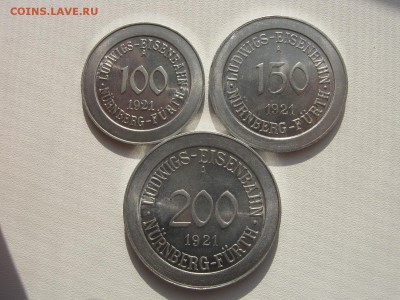 COINS.LAVE.RU
LUDWIGS-EISENBAHN
100
1921
NÜRNBERG-FÜRTH
LUDWIGS-EISENBAHN
150
1921
NÜRNBERG-FÜRTH
LUDWIGS-EISENBAHN
200
1921
NÜRNBERG-FÜRTH